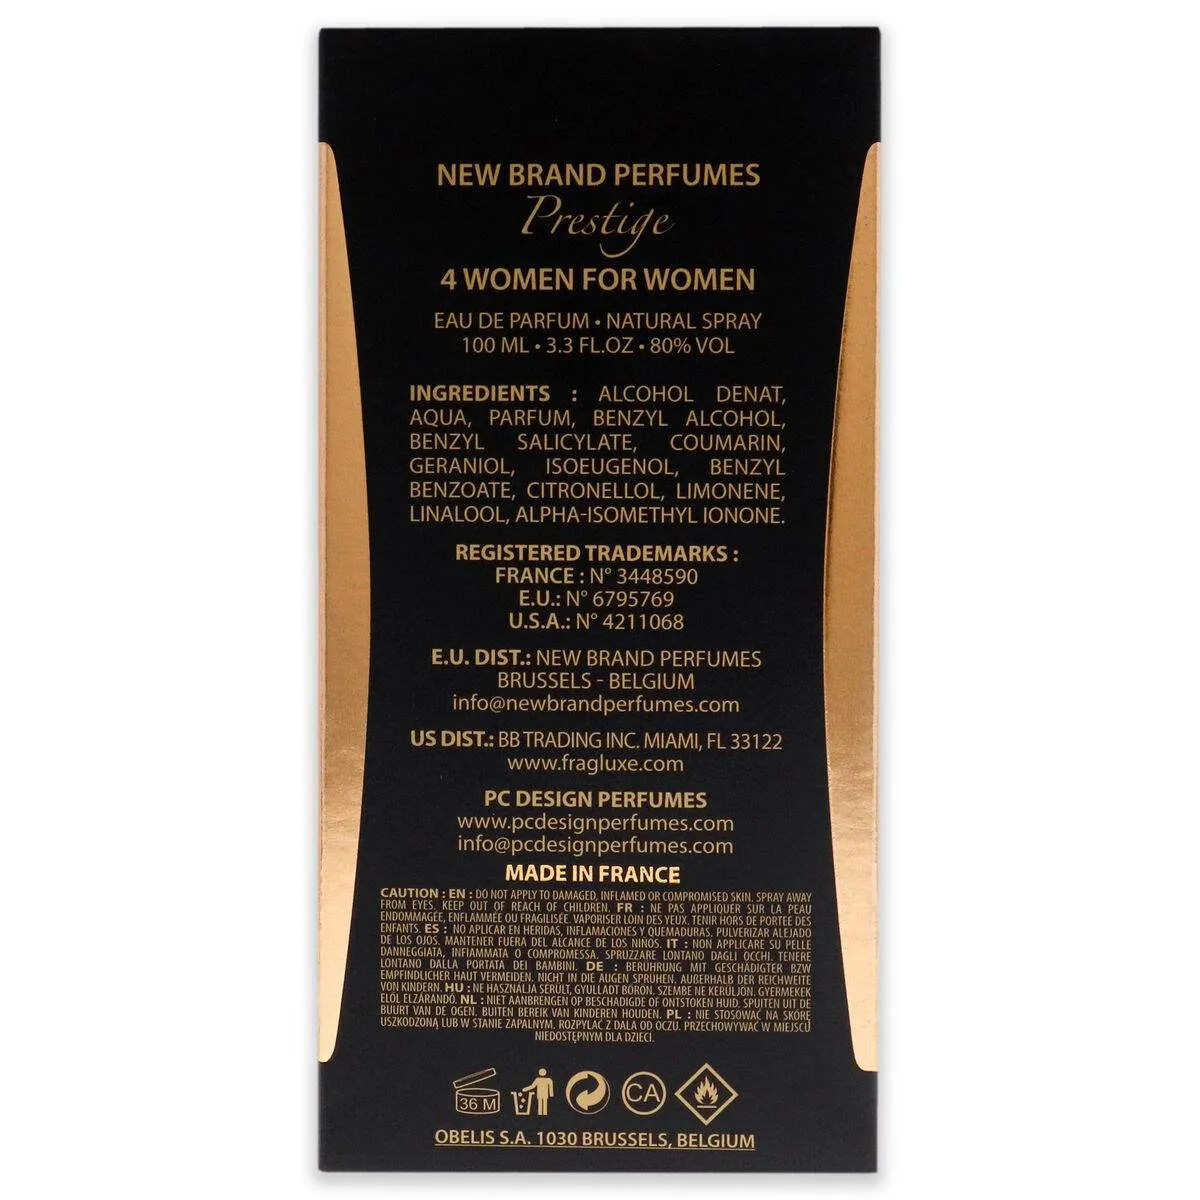 NEW BRAND PERFUMES
Prestige
4 WOMEN FOR WOMEN
EAU DE PARFUM • NATURAL SPRAY
100 ML • 3.3 FL.OZ • 80% VOL
INGREDIENTS : ALCOHOL DENAT,
AQUA, PARFUM, BENZYL ALCOHOL,
BENZYL SALICYLATE, COUMARIN,
GERANIOL, ISOEUGENOL, BENZYL
BENZOATE, CITRONELLOL, LIMONENE,
LINALOOL, ALPHA-ISOMETHYL IONONE.
REGISTERED TRADEMARKS :
FRANCE : N° 3448590
E.U.: N° 6795769
U.S.A.: N° 4211068
E.U. DIST.: NEW BRAND PERFUMES
BRUSSELS - BELGIUM
info@newbrandperfumes.com
US DIST.: BB TRADING INC. MIAMI, FL 33122
www.fragluxe.com
PC DESIGN PERFUMES
www.pcdesignperfumes.com
info@pcdesignperfumes.com
MADE IN FRANCE
CAUTION : EN : DO NOT APPLY TO DAMAGED, INFLAMED OR COMPROMISED SKIN. SPRAY AWAY
FROM EYES. KEEP OUT OF REACH OF CHILDREN. FR : NE PAS APPLIQUER SUR LA PEAU
ENDOMMAGÉE, ENFLAMMÉE OU FRAGILISÉE. VAPORISER LOIN DES YEUX. TENIR HORS DE PORTEE DES
ENFANTS. ES : NO APLICAR EN HERIDAS, INFLAMACIONES Y QUEMADURAS. PULVERIZAR ALEJADO
DE LOS OJOS. MANTENER FUERA DEL ALCANCE DE LOS NINOS. IT : NON APPLICARE SU PELLE
DANNEGGIATA, INFIAMMATA O COMPROMESSA. SPRUZZARE LONTANO DAGLI OCCHI. TENERE
LONTANO DALLA PORTATA DEI BAMBINI. DE : BERUHRUNG MIT GESCHADIGTER BZW
EMPFINDLICHER HAUT VERMEIDEN. NICHT IN DIE AUGEN SPRUHEN. AUßERHALB DER REICHWEITE
VON KINDERN. HU : NE HASZNÁLJA SÉRÜLT, GYULLADT BORÖN. SZEMBE NE KERÜLJÖN. GYERMEKEK
ELÖL ELZÁRANDÓ. NL : NIET AANBRENGEN OP BESCHADIGDE OF ONTSTOKEN HUID. SPUITEN UIT DE
BUURT VAN DE OGEN. BUITEN BEREIK VAN KINDEREN HOUDEN. PL : NIE STOSOWAĆ NA SKÓRĘ
USZKODZONĄ LUB W STANIE ZAPALNYM. ROZPYLAĆ Z DALA OD OCZU. PRZECHOWYWAĆ W MIEJSCU
NIEDOSTĘPNYM DLA DZIECI.
36 M
CA
OBELIS S.A. 1030 BRUSSELS, BELGIUM